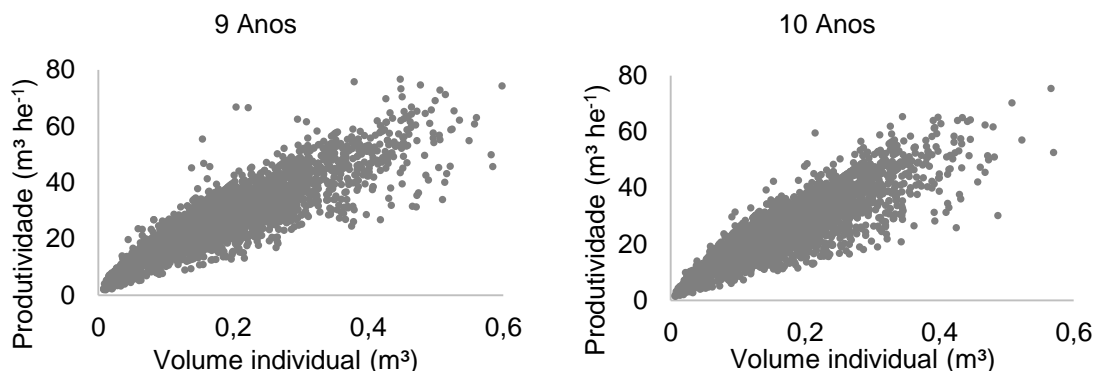 9 Anos
Produtividade (m³ he⁻¹)
80
60
40
20
0
0 0,2 0,4 0,6
Volume individual (m³)
10 Anos
Produtividade (m³ he⁻¹)
80
60
40
20
0
0 0,2 0,4 0,6
Volume individual (m³)